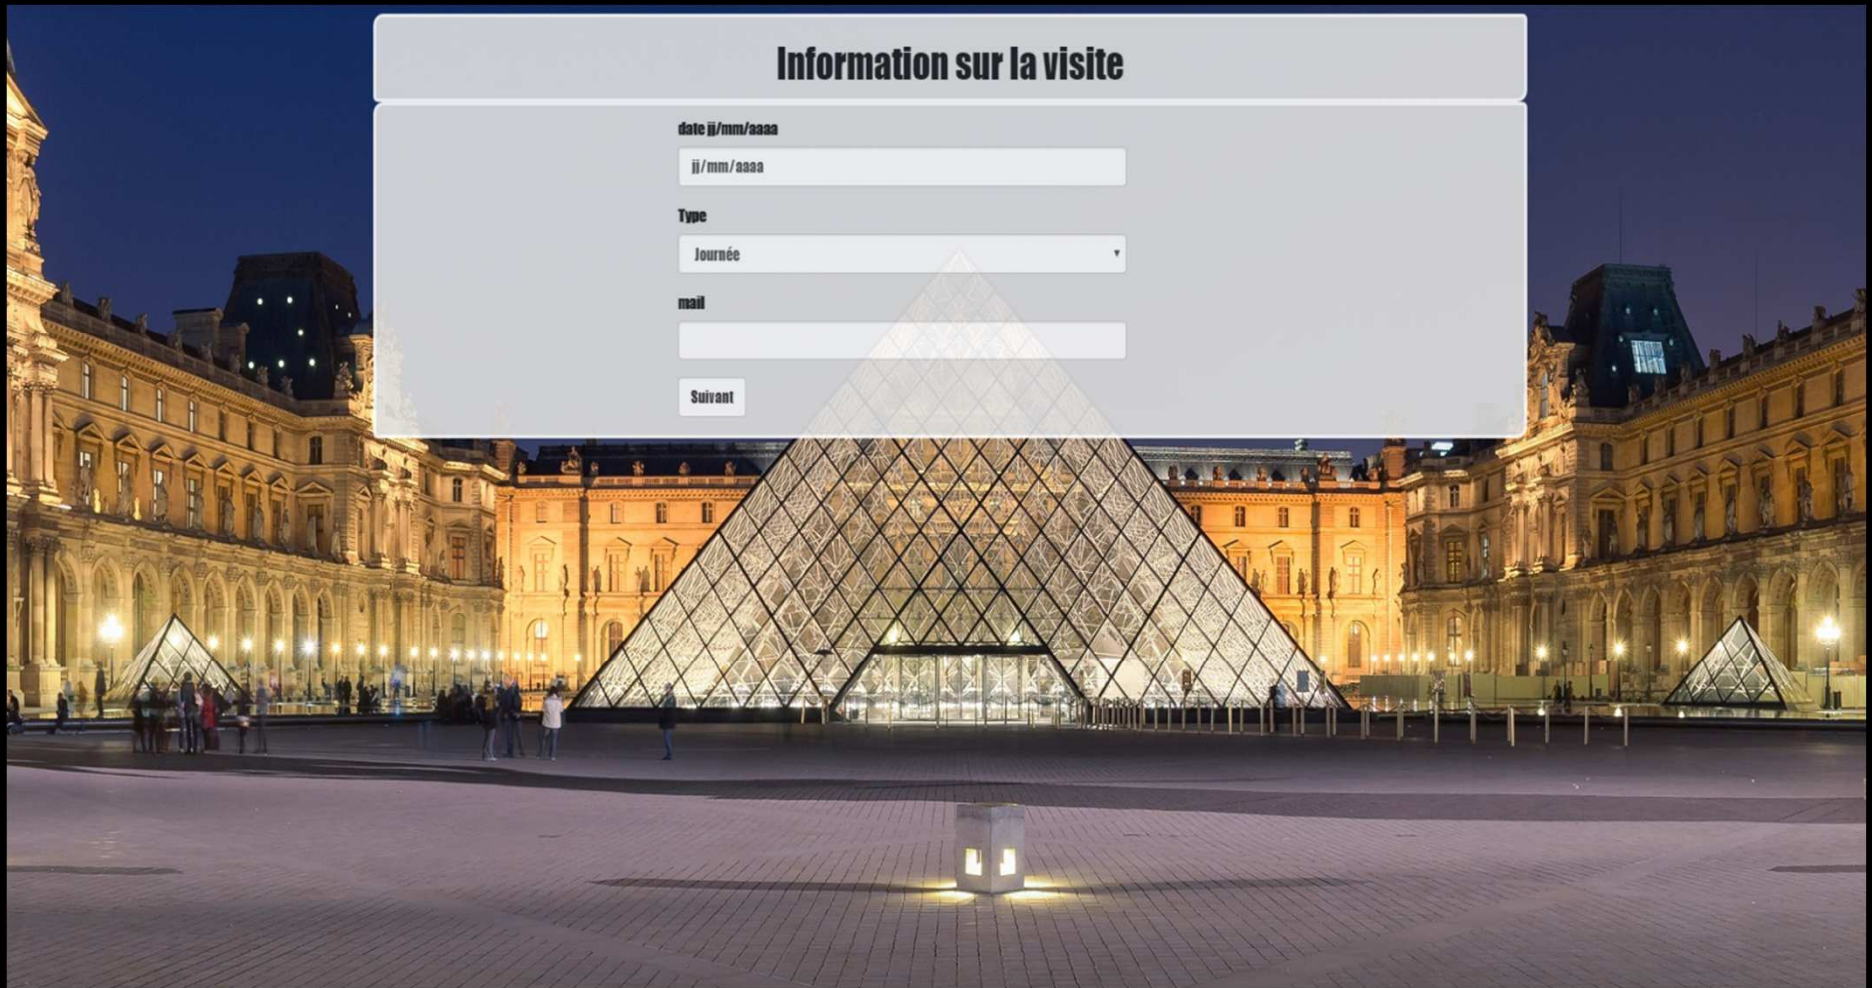 Information sur la visite
date jj/mm/aaaa
jj/mm/aaaa
Type
Journée
mail
Suivant